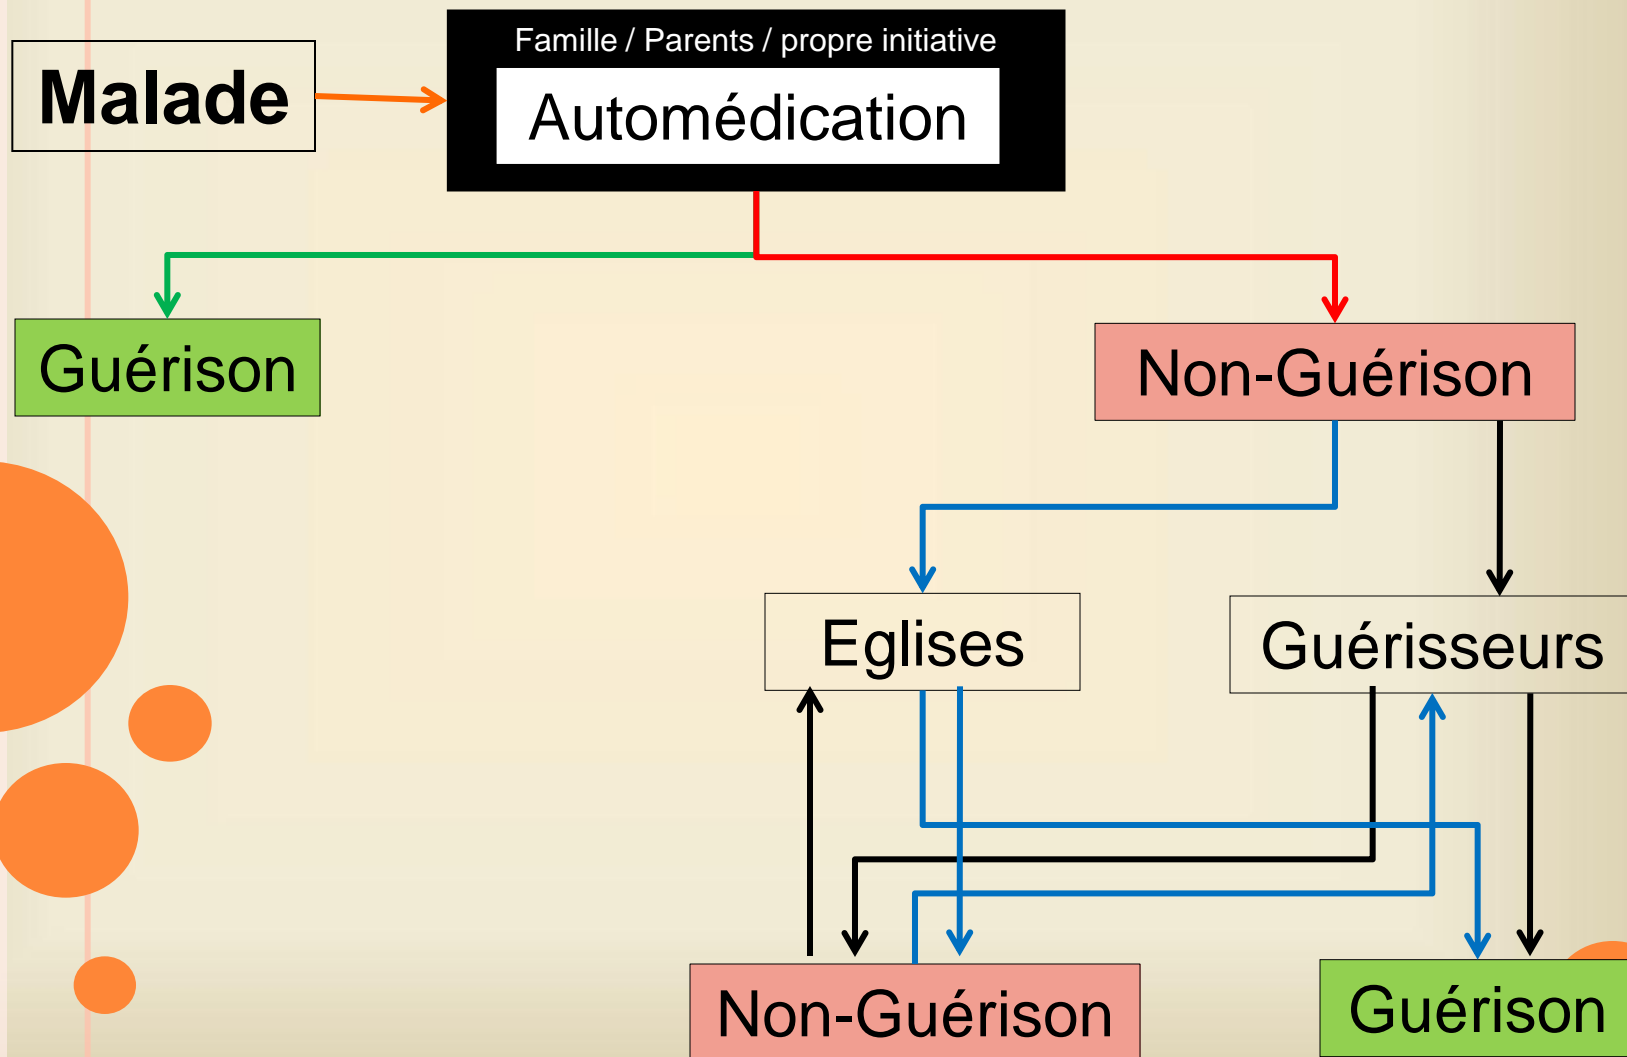 Famille / Parents / propre initiative
Malade
Automédication
Guérison
Non-Guérison
Eglises
Guérisseurs
Non-Guérison
Guérison